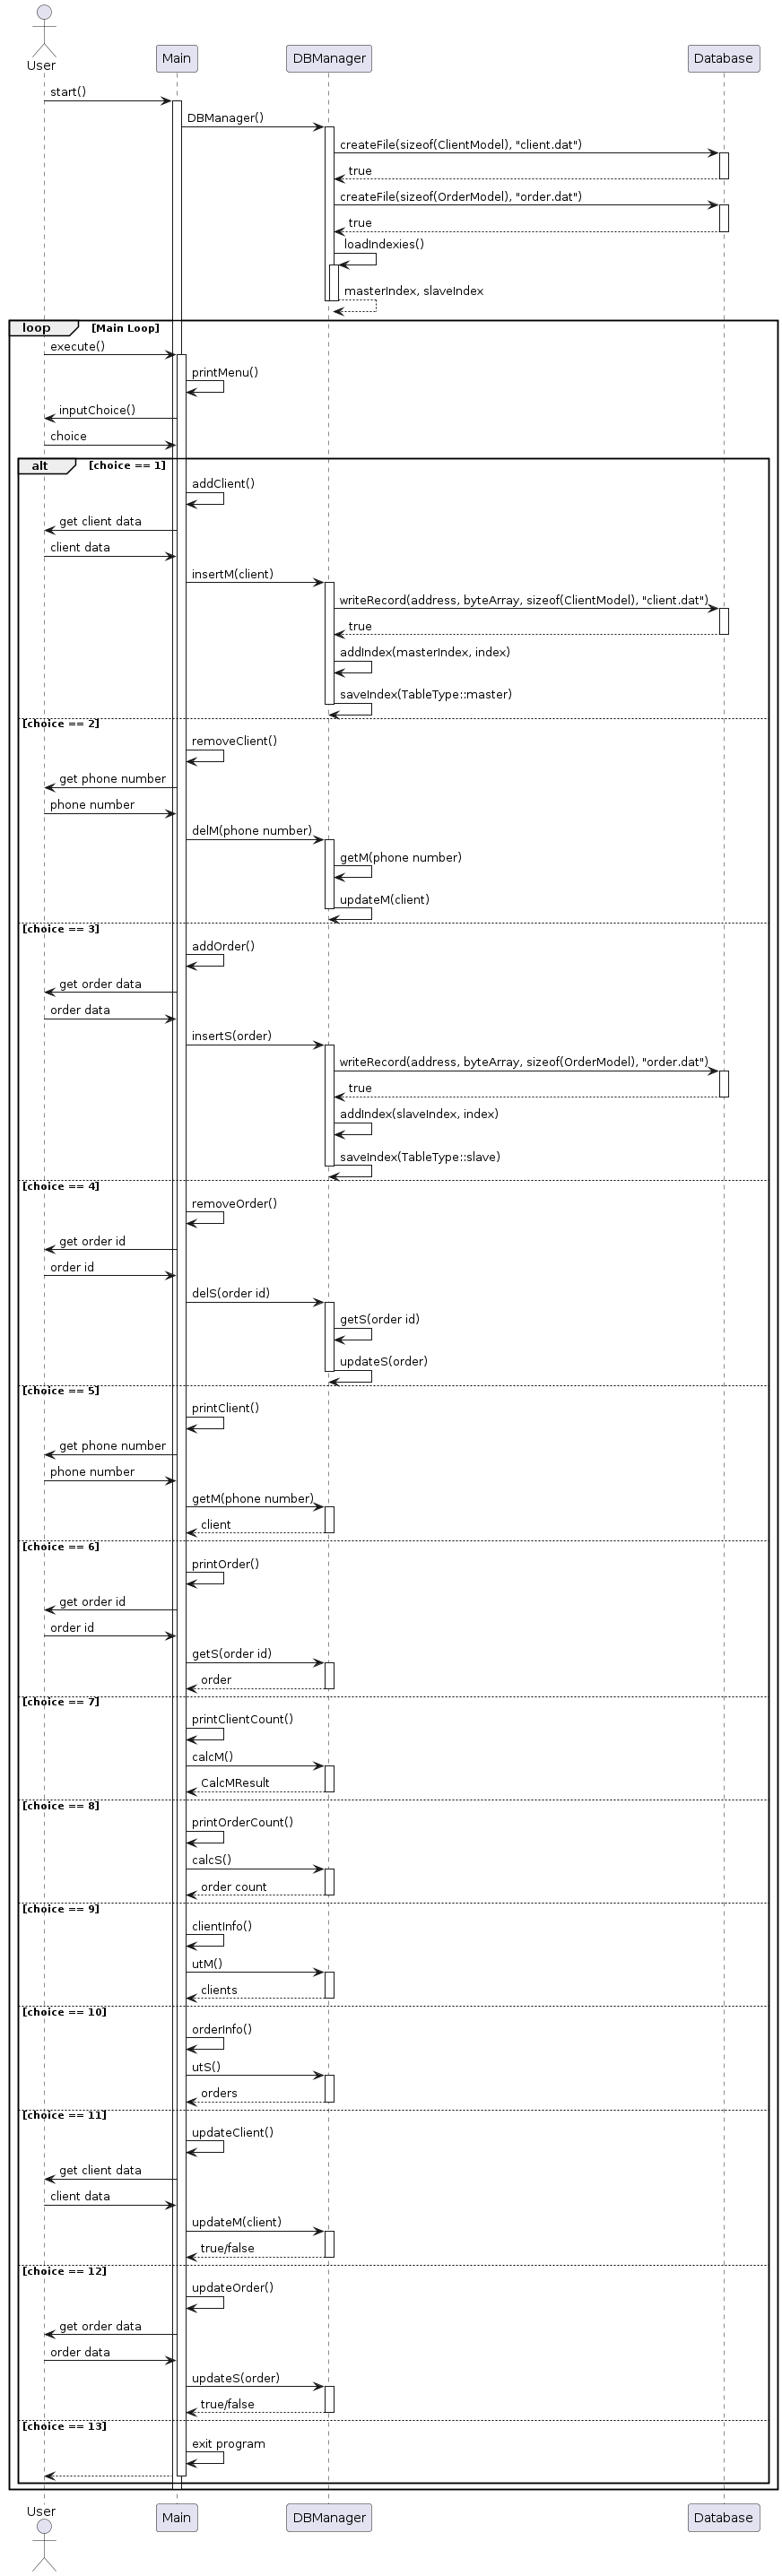 User
Main
DBManager
Database
start()
DBManager()
createFile(sizeof(ClientModel), "client.dat")
true
createFile(sizeof(OrderModel), "order.dat")
true
loadIndexies()
masterIndex, slaveIndex
loop [Main Loop]
execute()
printMenu()
inputChoice()
choice
alt [choice == 1]
addClient()
get client data
client data
insertM(client)
writeRecord(address, byteArray, sizeof(ClientModel), "client.dat")
true
addIndex(masterIndex, index)
saveIndex(TableType::master)
[choice == 2]
removeClient()
get phone number
phone number
delM(phone number)
getM(phone number)
updateM(client)
[choice == 3]
addOrder()
get order data
order data
insertS(order)
writeRecord(address, byteArray, sizeof(OrderModel), "order.dat")
true
addIndex(slaveIndex, index)
saveIndex(TableType::slave)
[choice == 4]
removeOrder()
get order id
order id
delS(order id)
getS(order id)
updateS(order)
[choice == 5]
printClient()
get phone number
phone number
getM(phone number)
client
[choice == 6]
printOrder()
get order id
order id
getS(order id)
order
[choice == 7]
printClientCount()
calcM()
CalcMResult
[choice == 8]
printOrderCount()
calcS()
order count
[choice == 9]
clientInfo()
utM()
clients
[choice == 10]
orderInfo()
utS()
orders
[choice == 11]
updateClient()
get client data
client data
updateM(client)
true/false
[choice == 12]
updateOrder()
get order data
order data
updateS(order)
true/false
[choice == 13]
exit program
User
Main
DBManager
Database